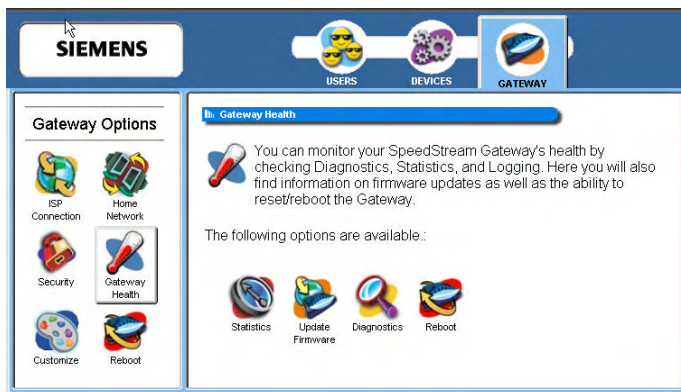 SIEMENS
USERS
DEVICES
GATEWAY
Gateway Options
ISP
Connection
Home
Network
Security
Gateway
Health
Customize
Reboot
Gateway Health
You can monitor your SpeedStream Gateway's health by
checking Diagnostics, Statistics, and Logging. Here you will also
find information on firmware updates as well as the ability to
reset/reboot the Gateway.
The following options are available.:
Statistics
Update
Firmware
Diagnostics
Reboot